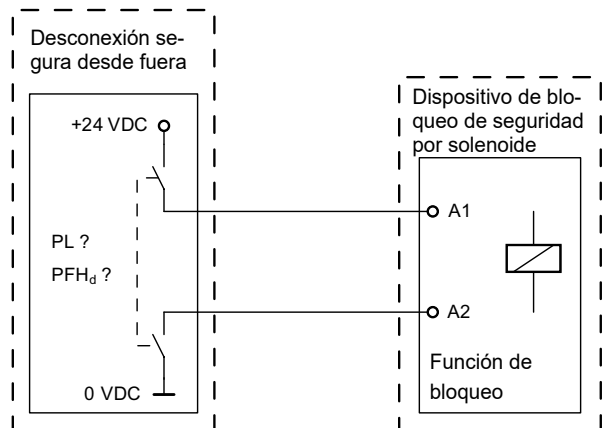 Desconexión se-
gura desde fuera
+24 VDC
PL ?
PFHd ?
0 VDC
Dispositivo de blo-
queo de seguridad
por solenoide
A1
A2
Función de
bloqueo